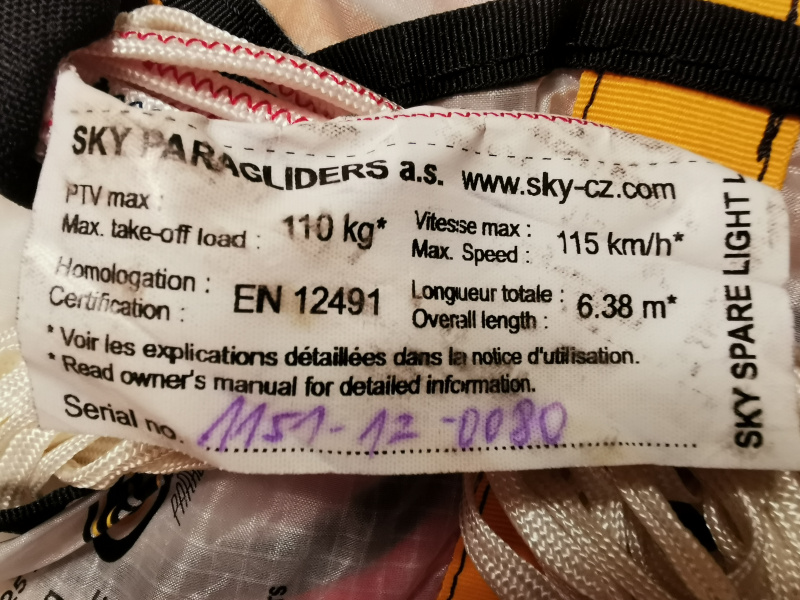 SKY PARAGLIDERS a.s. www.sky-cz.com
PTV max :
Max. take-off load : 110 kg*
Vitesse max :
Max. Speed : 115 km/h*
Homologation :
Certification : EN 12491
Longueur totale :
Overall length : 6.38 m*
* Voir les explications détaillées dans la notice d'utilisation.
* Read owner's manual for detailed information.
Serial no. 1151-12-0080
SKY SPARE LIGHT